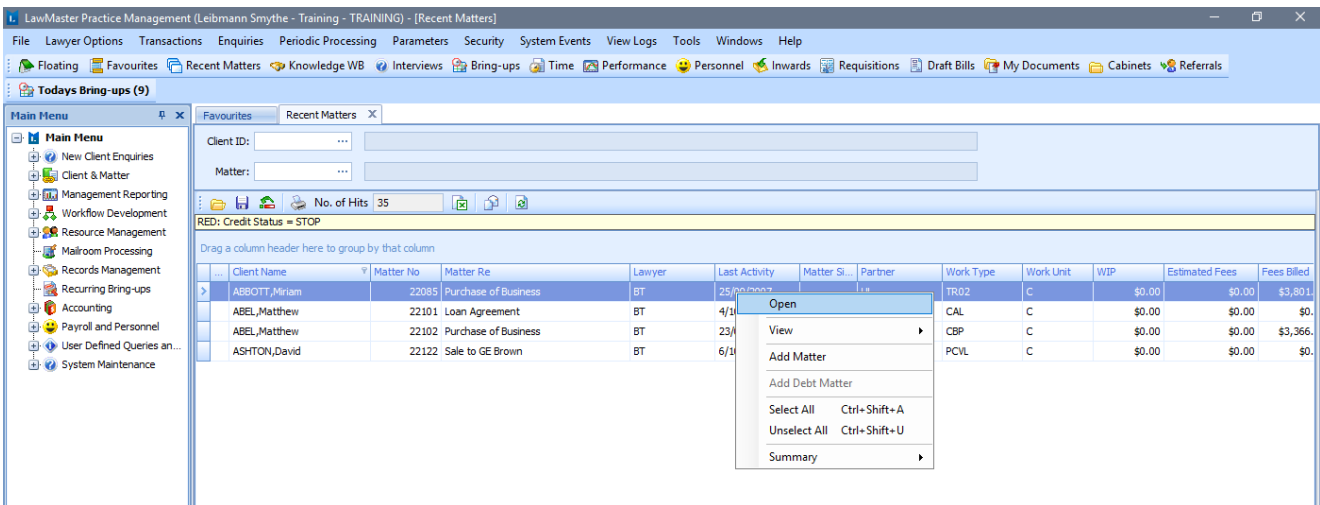 LawMaster Practice Management (Leibmann Smythe - Training - TRAINING) - [Recent Matters]
File Lawyer Options Transactions Enquiries Periodic Processing Parameters Security System Events View Logs Tools Windows Help
Floating Favourites Recent Matters Knowledge WB Interviews Bring-ups Time Performance Personnel Inwards Requisitions Draft Bills My Documents Cabinets Referrals
Todays Bring-ups (9)
Main Menu
Main Menu
New Client Enquiries
Client & Matter
Management Reporting
Workflow Development
Resource Management
Mailroom Processing
Records Management
Recurring Bring-ups
Accounting
Payroll and Personnel
User Defined Queries an...
System Maintenance
Favourites Recent Matters X
Client ID: ...
Matter: ...
No. of Hits 35
RED: Credit Status = STOP
Drag a column header here to group by that column
... Client Name Matter No Matter Re Lawyer Last Activity Matter Si... Partner Work Type Work Unit WIP Estimated Fees Fees Billed
ABBOTT,Miriam 22085 Purchase of Business BT TR02 C $0.00 $0.00 $3,801.
ABEL,Matthew 22101 Loan Agreement BT 4/1 CAL C $0.00 $0.00 $0.
ABEL,Matthew 22102 Purchase of Business BT 23/ CBP C $0.00 $0.00 $3,366.
ASHTON,David 22122 Sale to GE Brown BT 6/1 PCVL C $0.00 $0.00 $0.
Open
View
Add Matter
Add Debt Matter
Select All Ctrl+Shift+A
Unselect All Ctrl+Shift+U
Summary